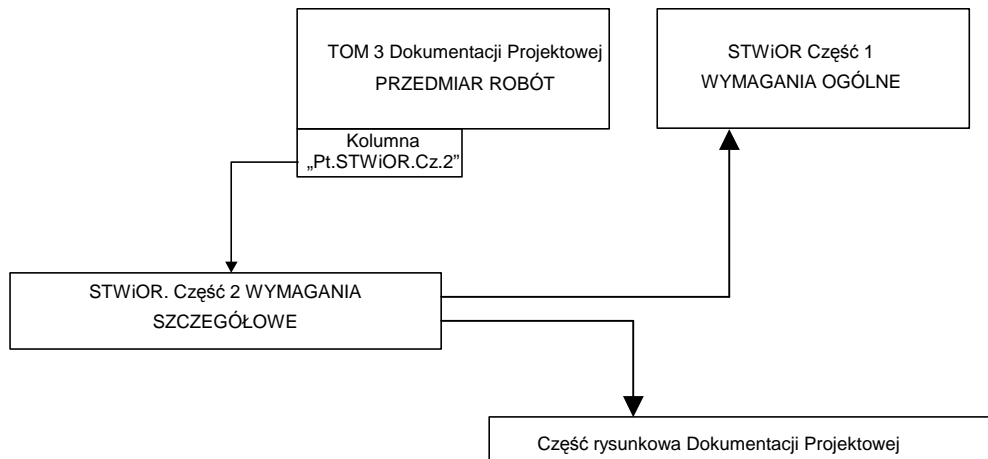 TOM 3 Dokumentacji Projektowej
PRZEDMIAR ROBÓT
STWiOR Część 1
WYMAGANIA OGÓLNE
Kolumna
„Pt.STWiOR.Cz.2”
STWiOR. Część 2 WYMAGANIA
SZCZEGÓŁOWE
Część rysunkowa Dokumentacji Projektowej